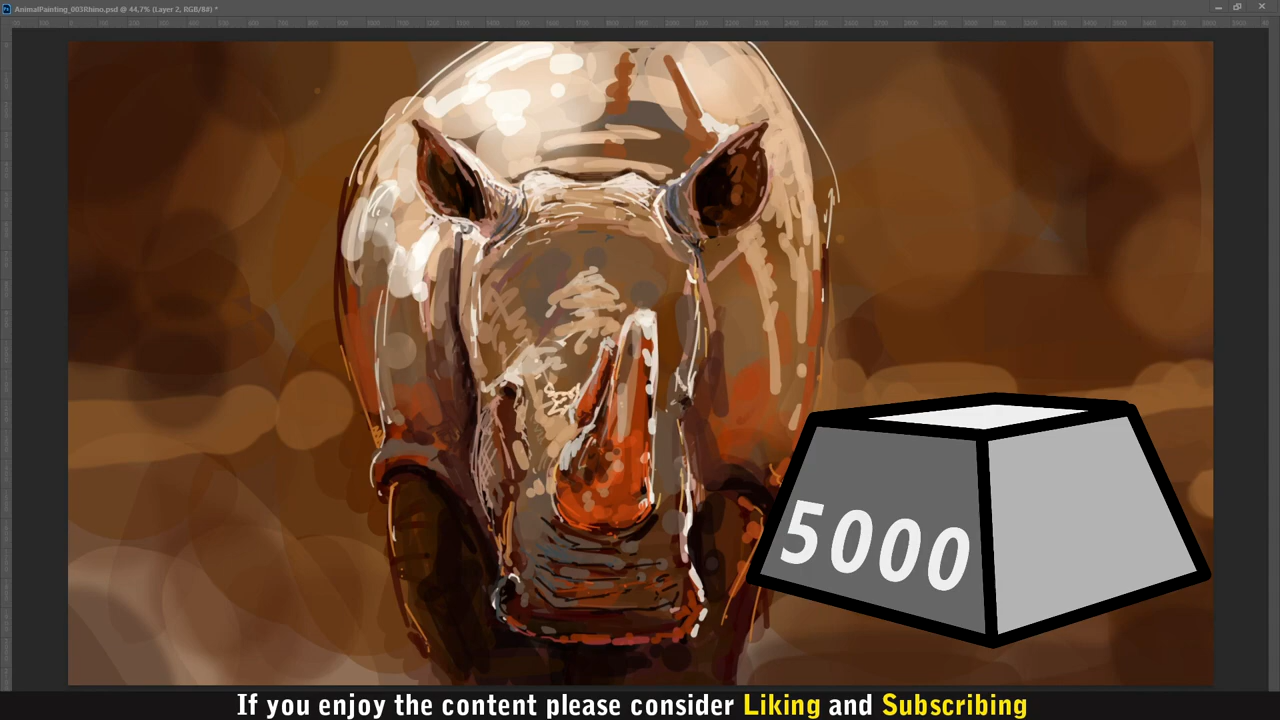 AnimalPainting_003Rhino.psd @ 44,7% (Layer 2, RGB/8#) *
5000
If you enjoy the content please consider Liking and Subscribing